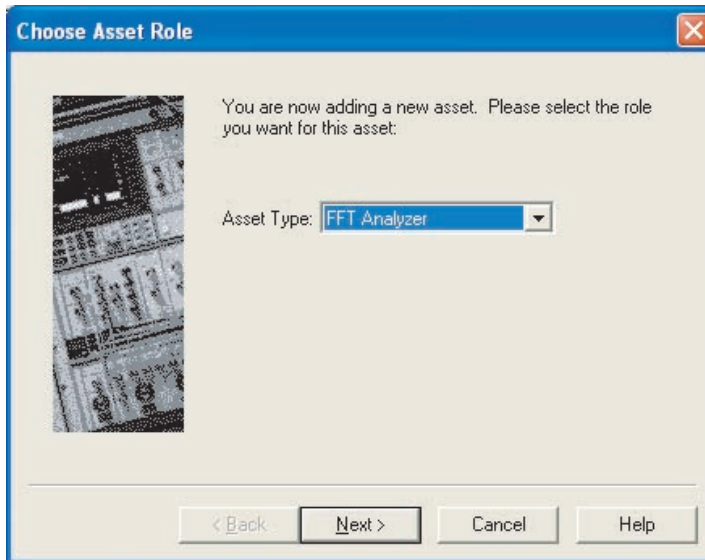 Choose Asset Role
You are now adding a new asset. Please select the role
you want for this asset:
Asset Type: FFT Analyzer
< Back Next > Cancel Help